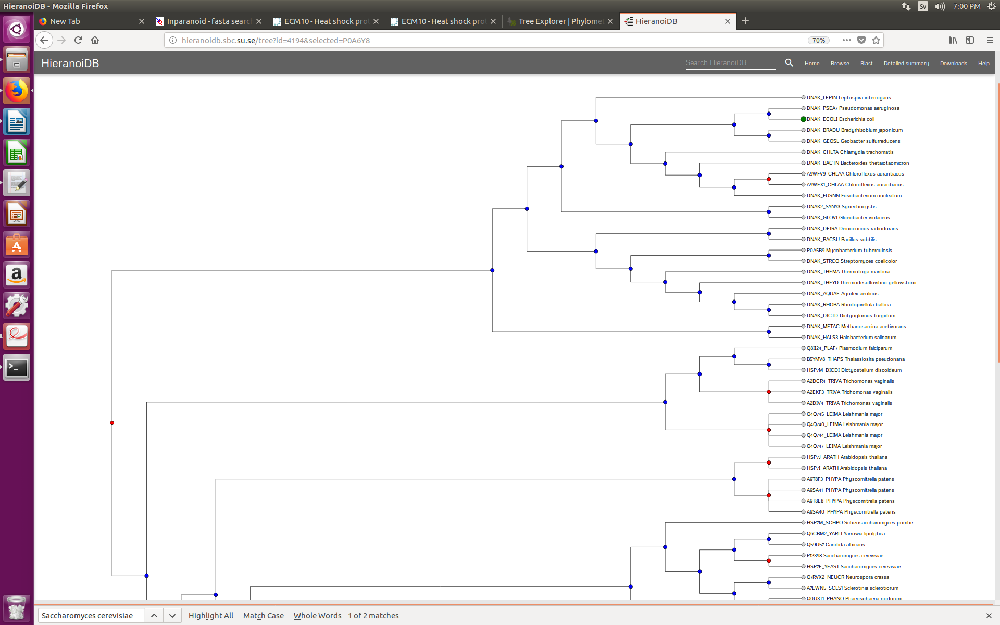 HieranoiDB - Mozilla Firefox
Sv
7:00 PM
New Tab
Inparanoid - fasta searc
ECM10 - Heat shock pro
ECM10 - Heat shock pro
Tree Explorer | Phylome
HieranoiDB
hieranoidb.sbc.su.se/tree?id=4194&selected=P0A6Y8
70%
HieranoiDB
Search HieranoiDB
Home
Browse
Blast
Detailed summary
Downloads
Help
DNAK_LEPIN Leptospira interrogans
DNAK_PSEA7 Pseudomonas aeruginosa
DNAK_ECOLI Escherichia coli
DNAK_BRADU Bradyrhizobium japonicum
DNAK_GEOSL Geobacter sulfurreducens
DNAK_CHLTA Chlamydia trachomatis
DNAK_BACTN Bacteroides thetaiotaomicron
A9WFV9_CHLAA Chloroflexus aurantiacus
A9WEX1_CHLAA Chloroflexus aurantiacus
DNAK_FUSNN Fusobacterium nucleatum
DNAK2_SYNY3 Synechocystis
DNAK_GLOVI Gloeobacter violaceus
DNAK_DEIRA Deinococcus radiodurans
DNAK_BACSU Bacillus subtilis
P0A5B9 Mycobacterium tuberculosis
DNAK_STRCO Streptomyces coelicolor
DNAK_THEMA Thermotoga maritima
DNAK_THEYD Thermodesulfovibrio yellowstonii
DNAK_AQUAE Aquifex aeolicus
DNAK_RHOBA Rhodopirellula baltica
DNAK_DICTD Dictyoglomus turgidum
DNAK_METAC Methanosarcina acetivorans
DNAK_HALS3 Halobacterium salinarum
Q8II24_PLAF7 Plasmodium falciparum
B5YMV8_THAPS Thalassiosira pseudonana
HSP7M_DICDI Dictyostelium discoideum
A2DCR4_TRIVA Trichomonas vaginalis
A2EKF3_TRIVA Trichomonas vaginalis
A2DIV4_TRIVA Trichomonas vaginalis
Q4Q745_LEIMA Leishmania major
Q4Q740_LEIMA Leishmania major
Q4Q744_LEIMA Leishmania major
Q4Q747_LEIMA Leishmania major
HSP7J_ARATH Arabidopsis thaliana
HSP7I_ARATH Arabidopsis thaliana
A9T8F3_PHYPA Physcomitrella patens
A9SA41_PHYPA Physcomitrella patens
A9T8E8_PHYPA Physcomitrella patens
A9SA40_PHYPA Physcomitrella patens
HSP7M_SCHPO Schizosaccharomyces pombe
Q6CBM2_YARLI Yarrowia lipolytica
Q59U57 Candida albicans
P12398 Saccharomyces cerevisiae
HSP7E_YEAST Saccharomyces cerevisiae
Q7RVX2_NEUCR Neurospora crassa
A7EWN5_SCLS1 Sclerotinia sclerotiorum
Q0U3T1_PHANO Phaeosphaeria nodorum
Saccharomyces cerevisiae
Highlight All
Match Case
Whole Words
1 of 2 matches